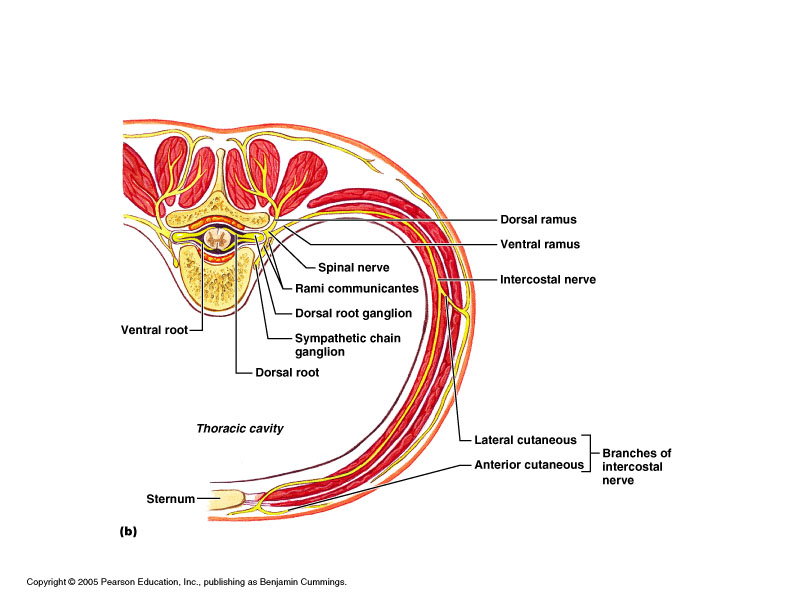 Dorsal ramus
Ventral ramus
Spinal nerve
Intercostal nerve
Rami communicantes
Dorsal root ganglion
Ventral root
Sympathetic chain
ganglion
Dorsal root
Thoracic cavity
Lateral cutaneous
Anterior cutaneous
Branches of
intercostal
nerve
Sternum
(b)
Copyright © 2005 Pearson Education, Inc., publishing as Benjamin Cummings.